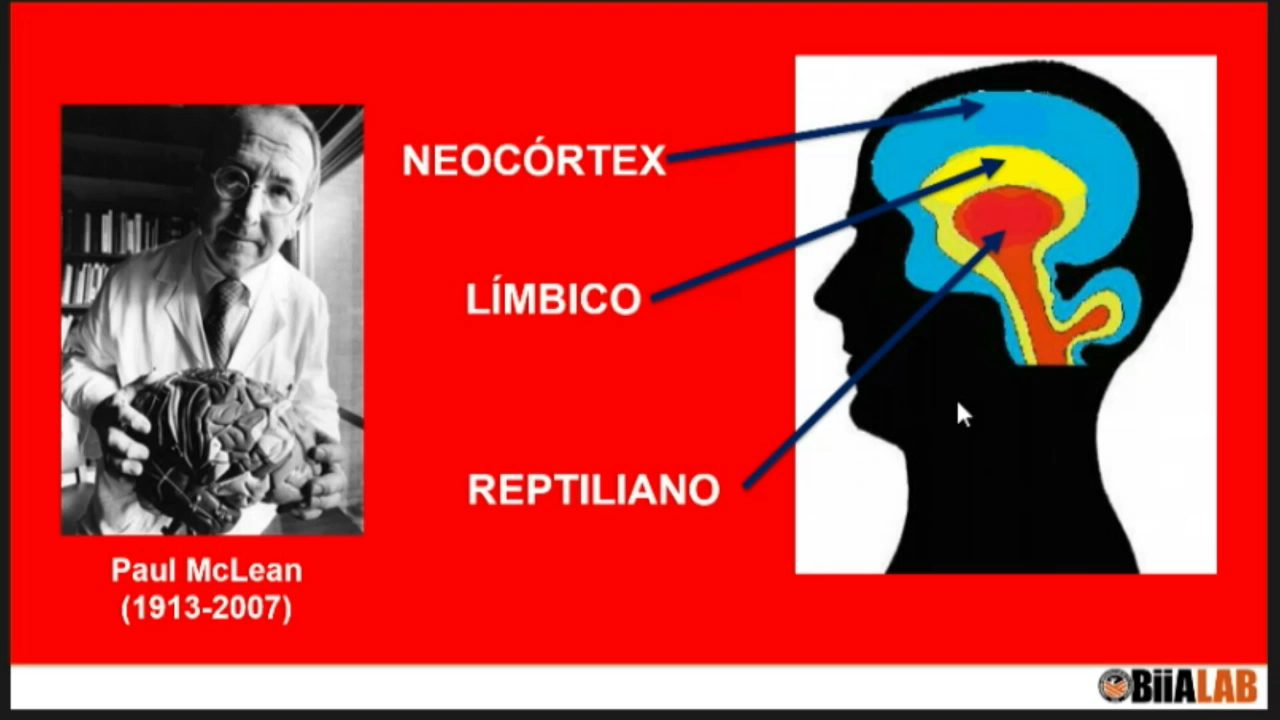 NEOCÓRTEX
LÍMBICO
REPTILIANO
Paul McLean
(1913-2007)
BiiALAB